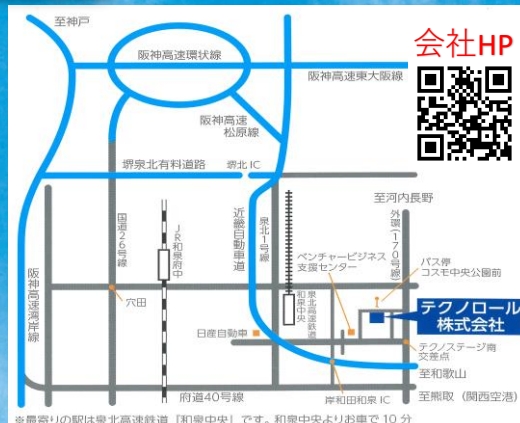 至神戸
会社HP
阪神高速環状線
阪神高速東大阪線
阪神高速
松原線
堺泉北有料道路
堺北IC
至河内長野
国道26号線
JR和泉府中
近畿自動車道
泉北1号線
外環(170号線)
ベンチャービジネス
支援センター
バス停
コスモ中央公園前
阪神高速湾岸線
穴田
泉北高速鉄道
和泉中央
テクノロール
株式会社
日産自動車
テクノステージ南
交差点
至和歌山
府道40号線
岸和田和泉IC
至熊取(関西空港)
※最寄りの駅は泉北高速鉄道「和泉中央」です。和泉中央よりお車で10分